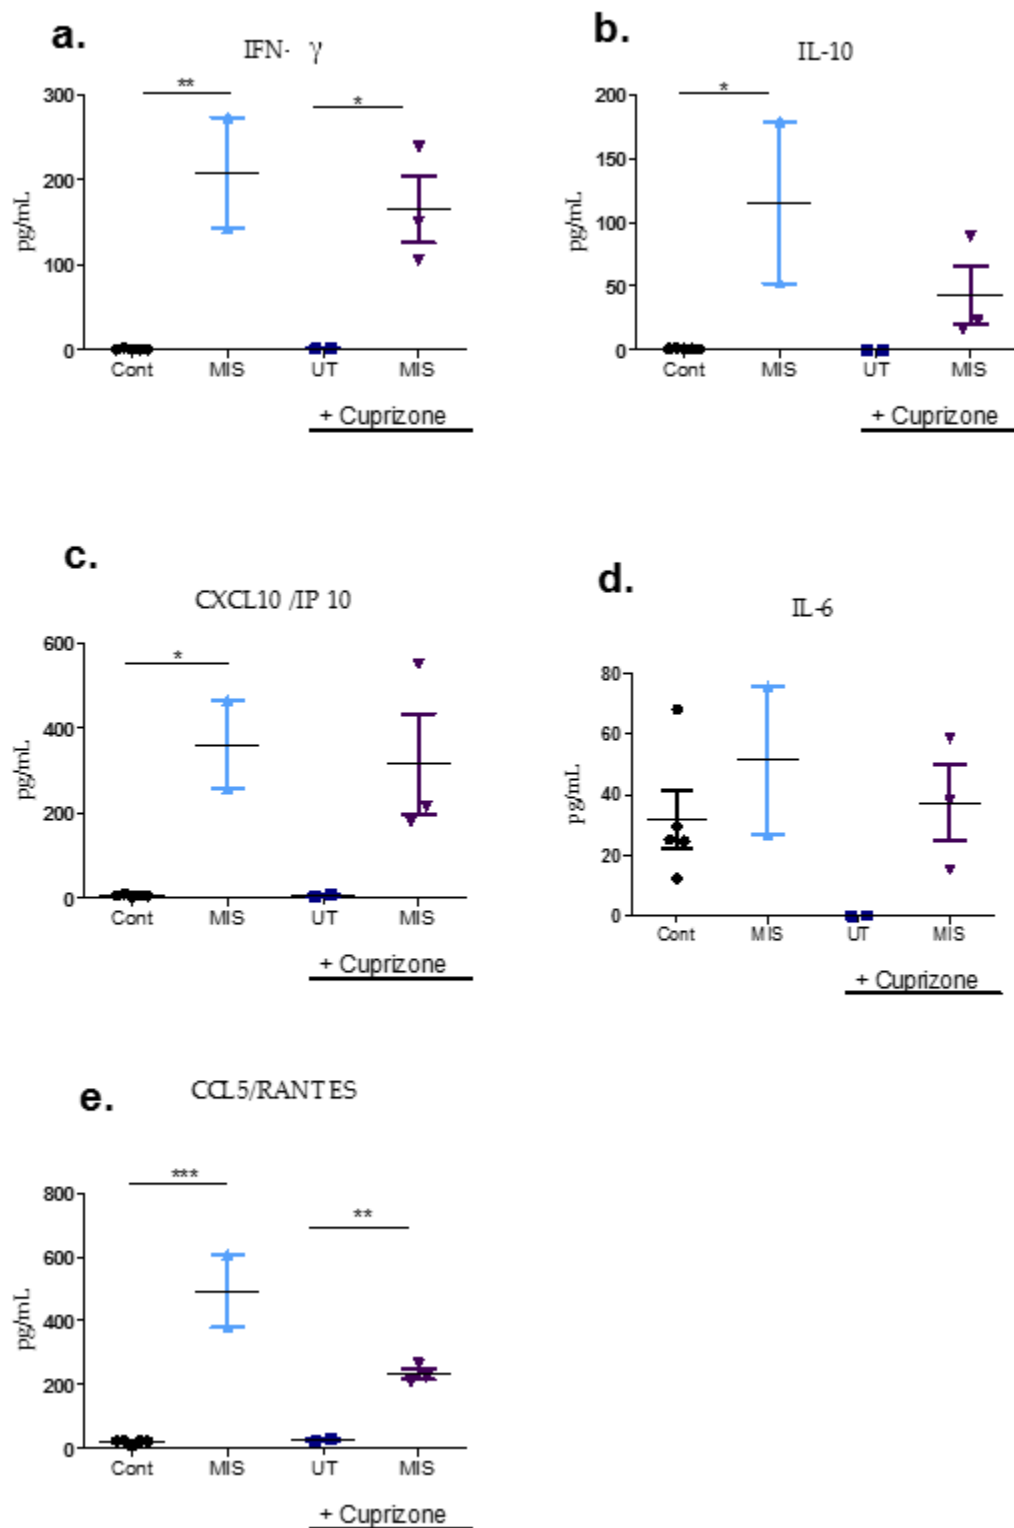 a.
IFN- γ
**
*
300
200
100
0
pg/mL
Cont MIS UT MIS
+ Cuprizone
b.
IL-10
*
200
150
100
50
0
pg/mL
Cont MIS UT MIS
+ Cuprizone
c.
CXCL10 /IP 10
*
600
400
200
0
pg/mL
Cont MIS UT MIS
+ Cuprizone
d.
IL-6
80
60
40
20
0
pg/mL
Cont MIS UT MIS
+ Cuprizone
e.
CCL5/RANTES
***
**
800
600
400
200
0
pg/mL
Cont MIS UT MIS
+ Cuprizone